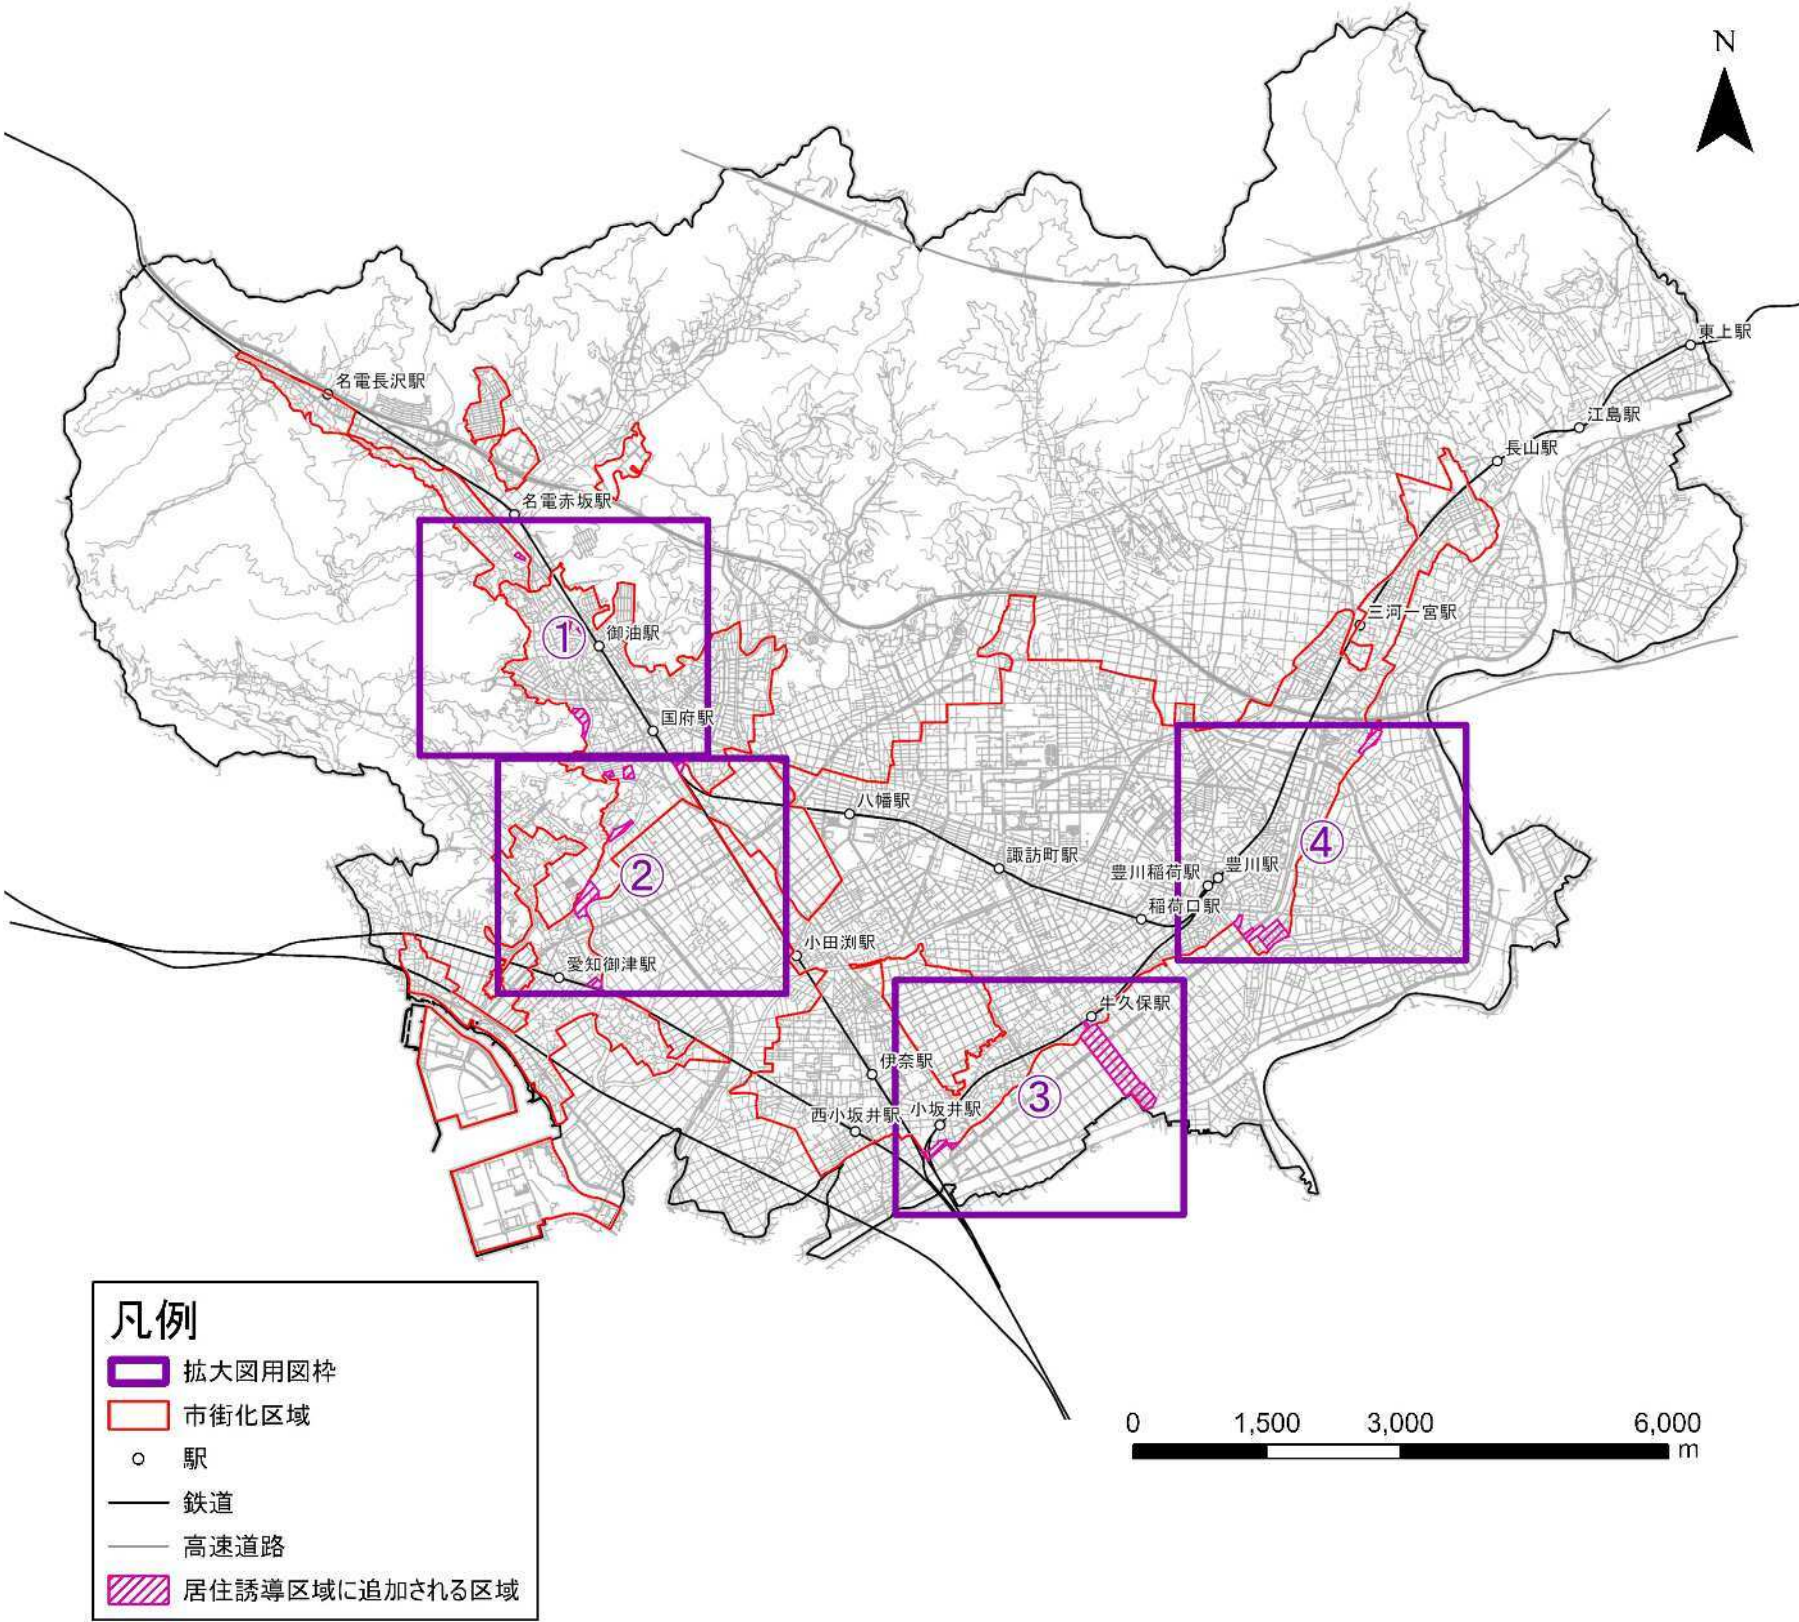 N
東上駅
名電長沢駅
江島駅
長山駅
名電赤坂駅
三河一宮駅
①
御油駅
国府駅
八幡駅
④
諏訪町駅
豊川稲荷駅
豊川駅
②
稲荷口駅
小田渕駅
愛知御津駅
牛久保駅
伊奈駅
③
西小坂井駅
小坂井駅
凡例
拡大図用図枠
市街化区域
駅
鉄道
高速道路
居住誘導区域に追加される区域
0 1,500 3,000 6,000
m